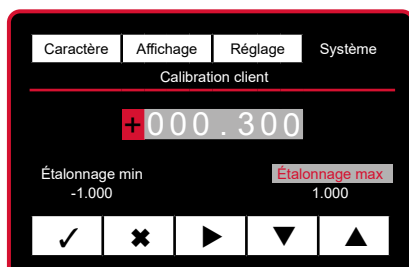 Caractère Affichage Réglage Système
Calibration client
+000.300
Étalonnage min Étalonnage max
-1.000 1.000